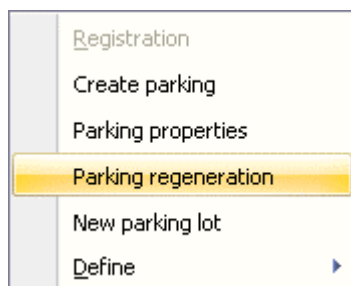 Registration
Create parking
Parking properties
Parking regeneration
New parking lot
Define